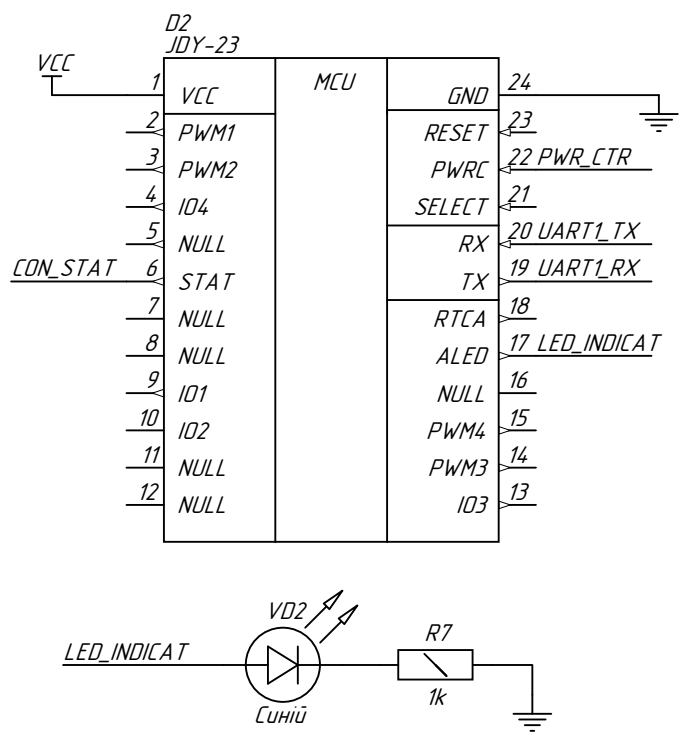 D2
JDY-23
VCC
MCU
1 VCC
2 PWM1
3 PWM2
4 IO4
5 NULL
CON_STAT 6 STAT
7 NULL
8 NULL
9 IO1
10 IO2
11 NULL
12 NULL
GND 24
RESET 23
PWRC 22 PWR_CTR
SELECT 21
RX 20 UART1_TX
TX 19 UART1_RX
RTCA 18
ALED 17 LED_INDICAT
NULL 16
PWM4 15
PWM3 14
IO3 13
VD2
LED_INDICAT
Синій
R7
1k